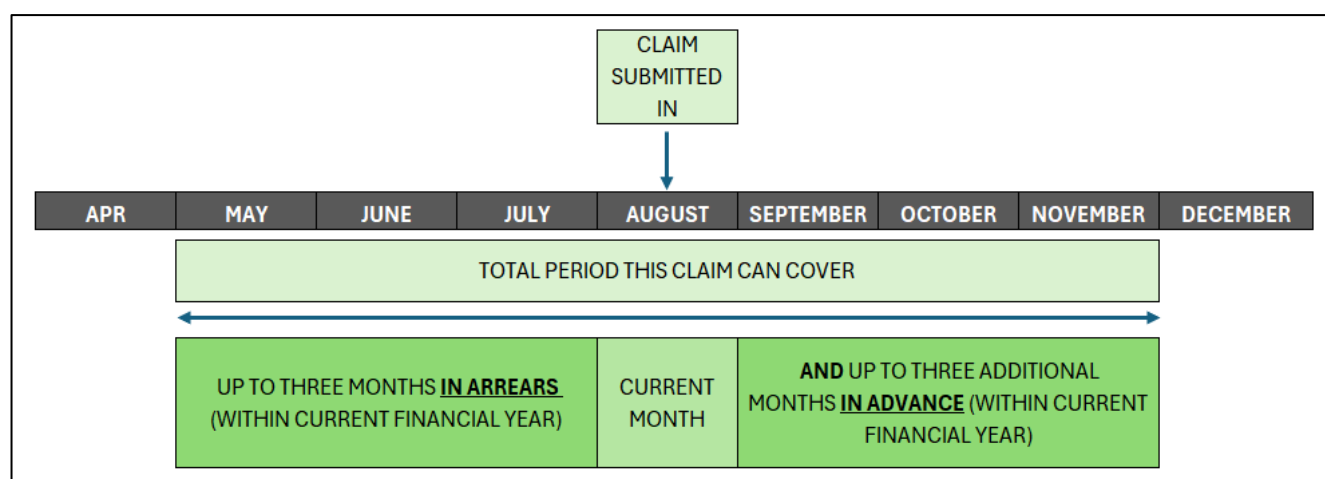 CLAIM
SUBMITTED
IN
APR MAY JUNE JULY AUGUST SEPTEMBER OCTOBER NOVEMBER DECEMBER
TOTAL PERIOD THIS CLAIM CAN COVER
UP TO THREE MONTHS IN ARREARS
(WITHIN CURRENT FINANCIAL YEAR)
CURRENT
MONTH
AND UP TO THREE ADDITIONAL
MONTHS IN ADVANCE (WITHIN CURRENT
FINANCIAL YEAR)